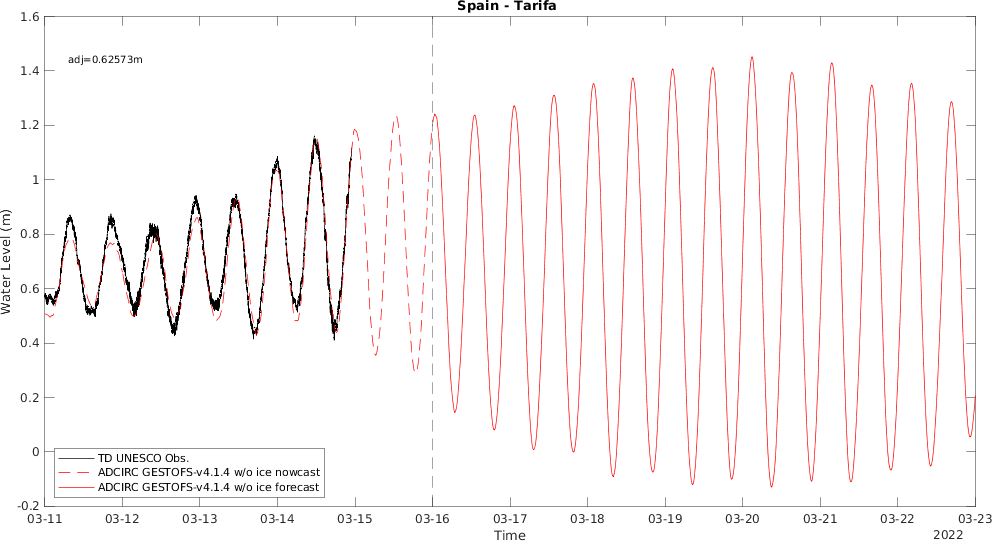 Spain - Tarifa
adj=0.62573m
Water Level (m)
1.6
1.4
1.2
1
0.8
0.6
0.4
0.2
0
-0.2
TD UNESCO Obs.
ADCIRC GESTOFS-v4.1.4 w/o ice nowcast
ADCIRC GESTOFS-v4.1.4 w/o ice forecast
03-11 03-12 03-13 03-14 03-15 03-16 03-17 03-18 03-19 03-20 03-21 03-22 03-23
Time
2022